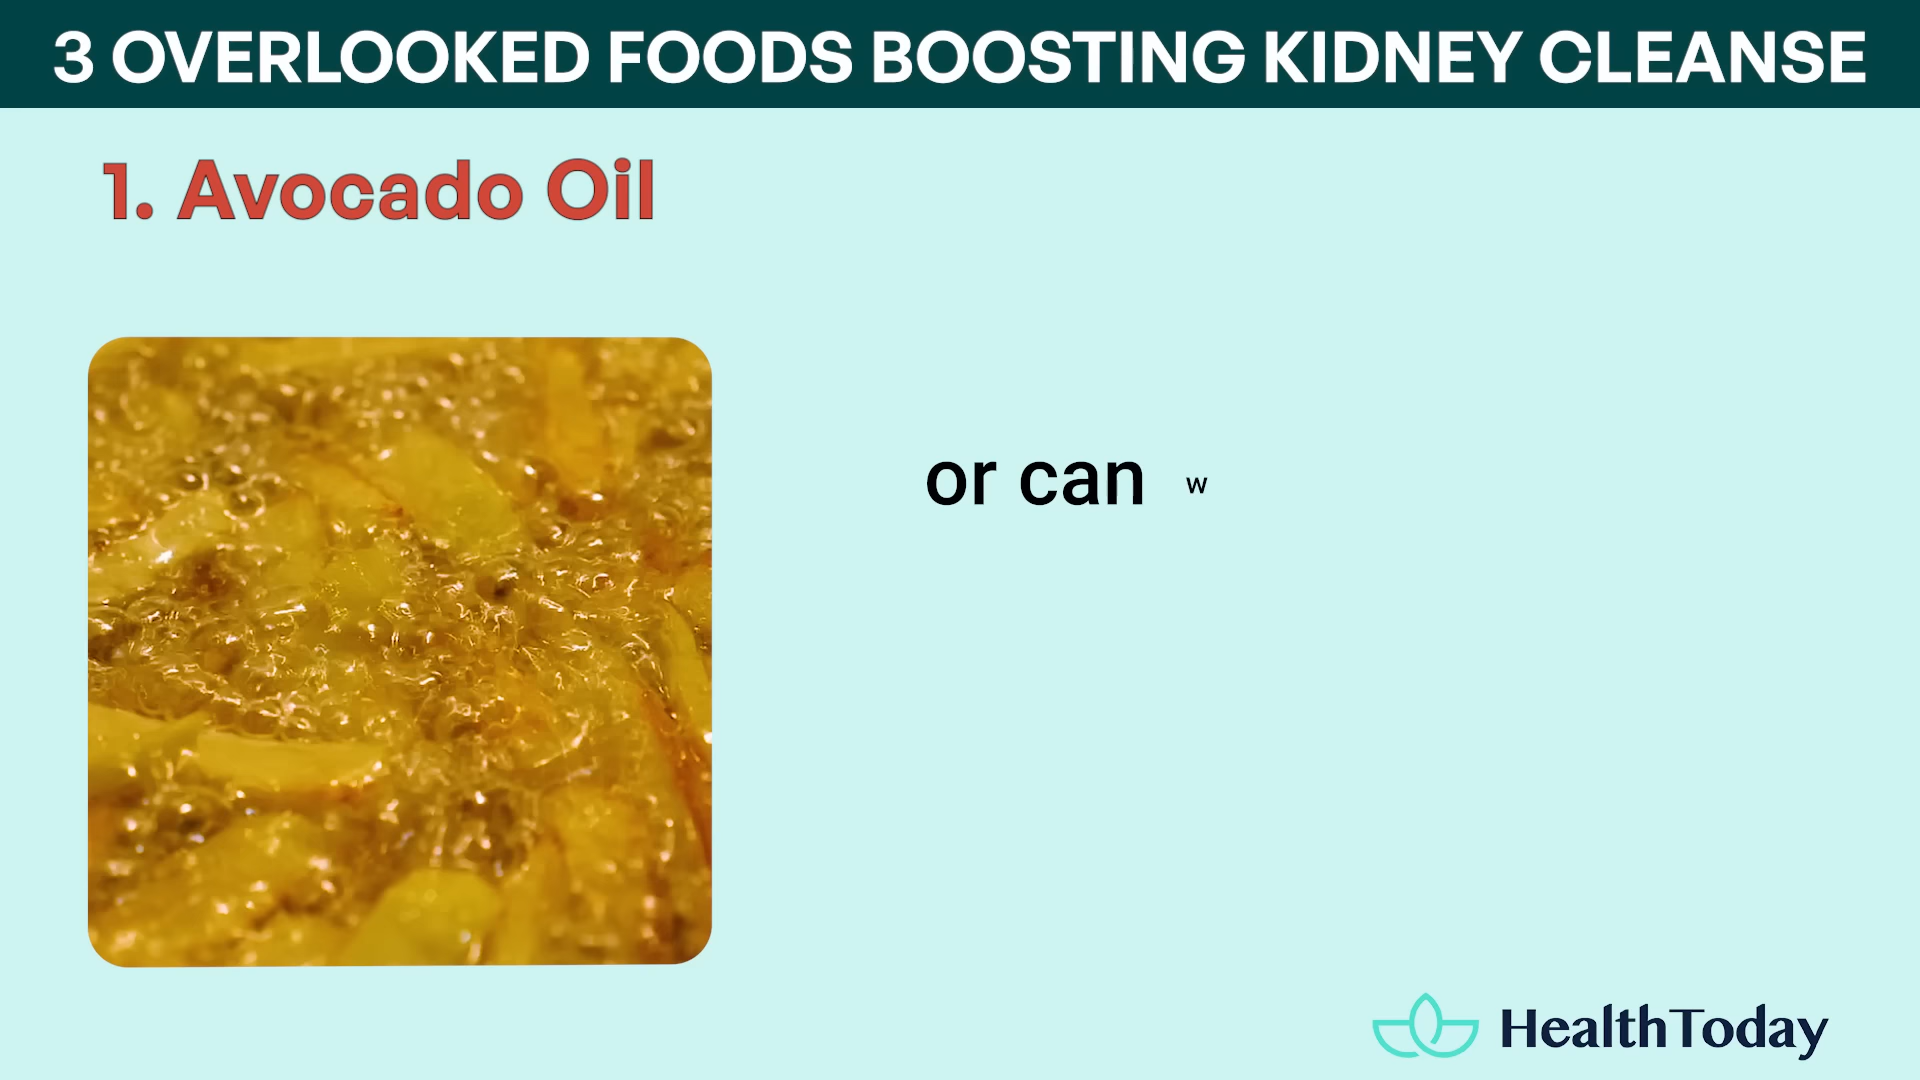 3 OVERLOOKED FOODS BOOSTING KIDNEY CLEANSE
1. Avocado Oil
or can w
HealthToday